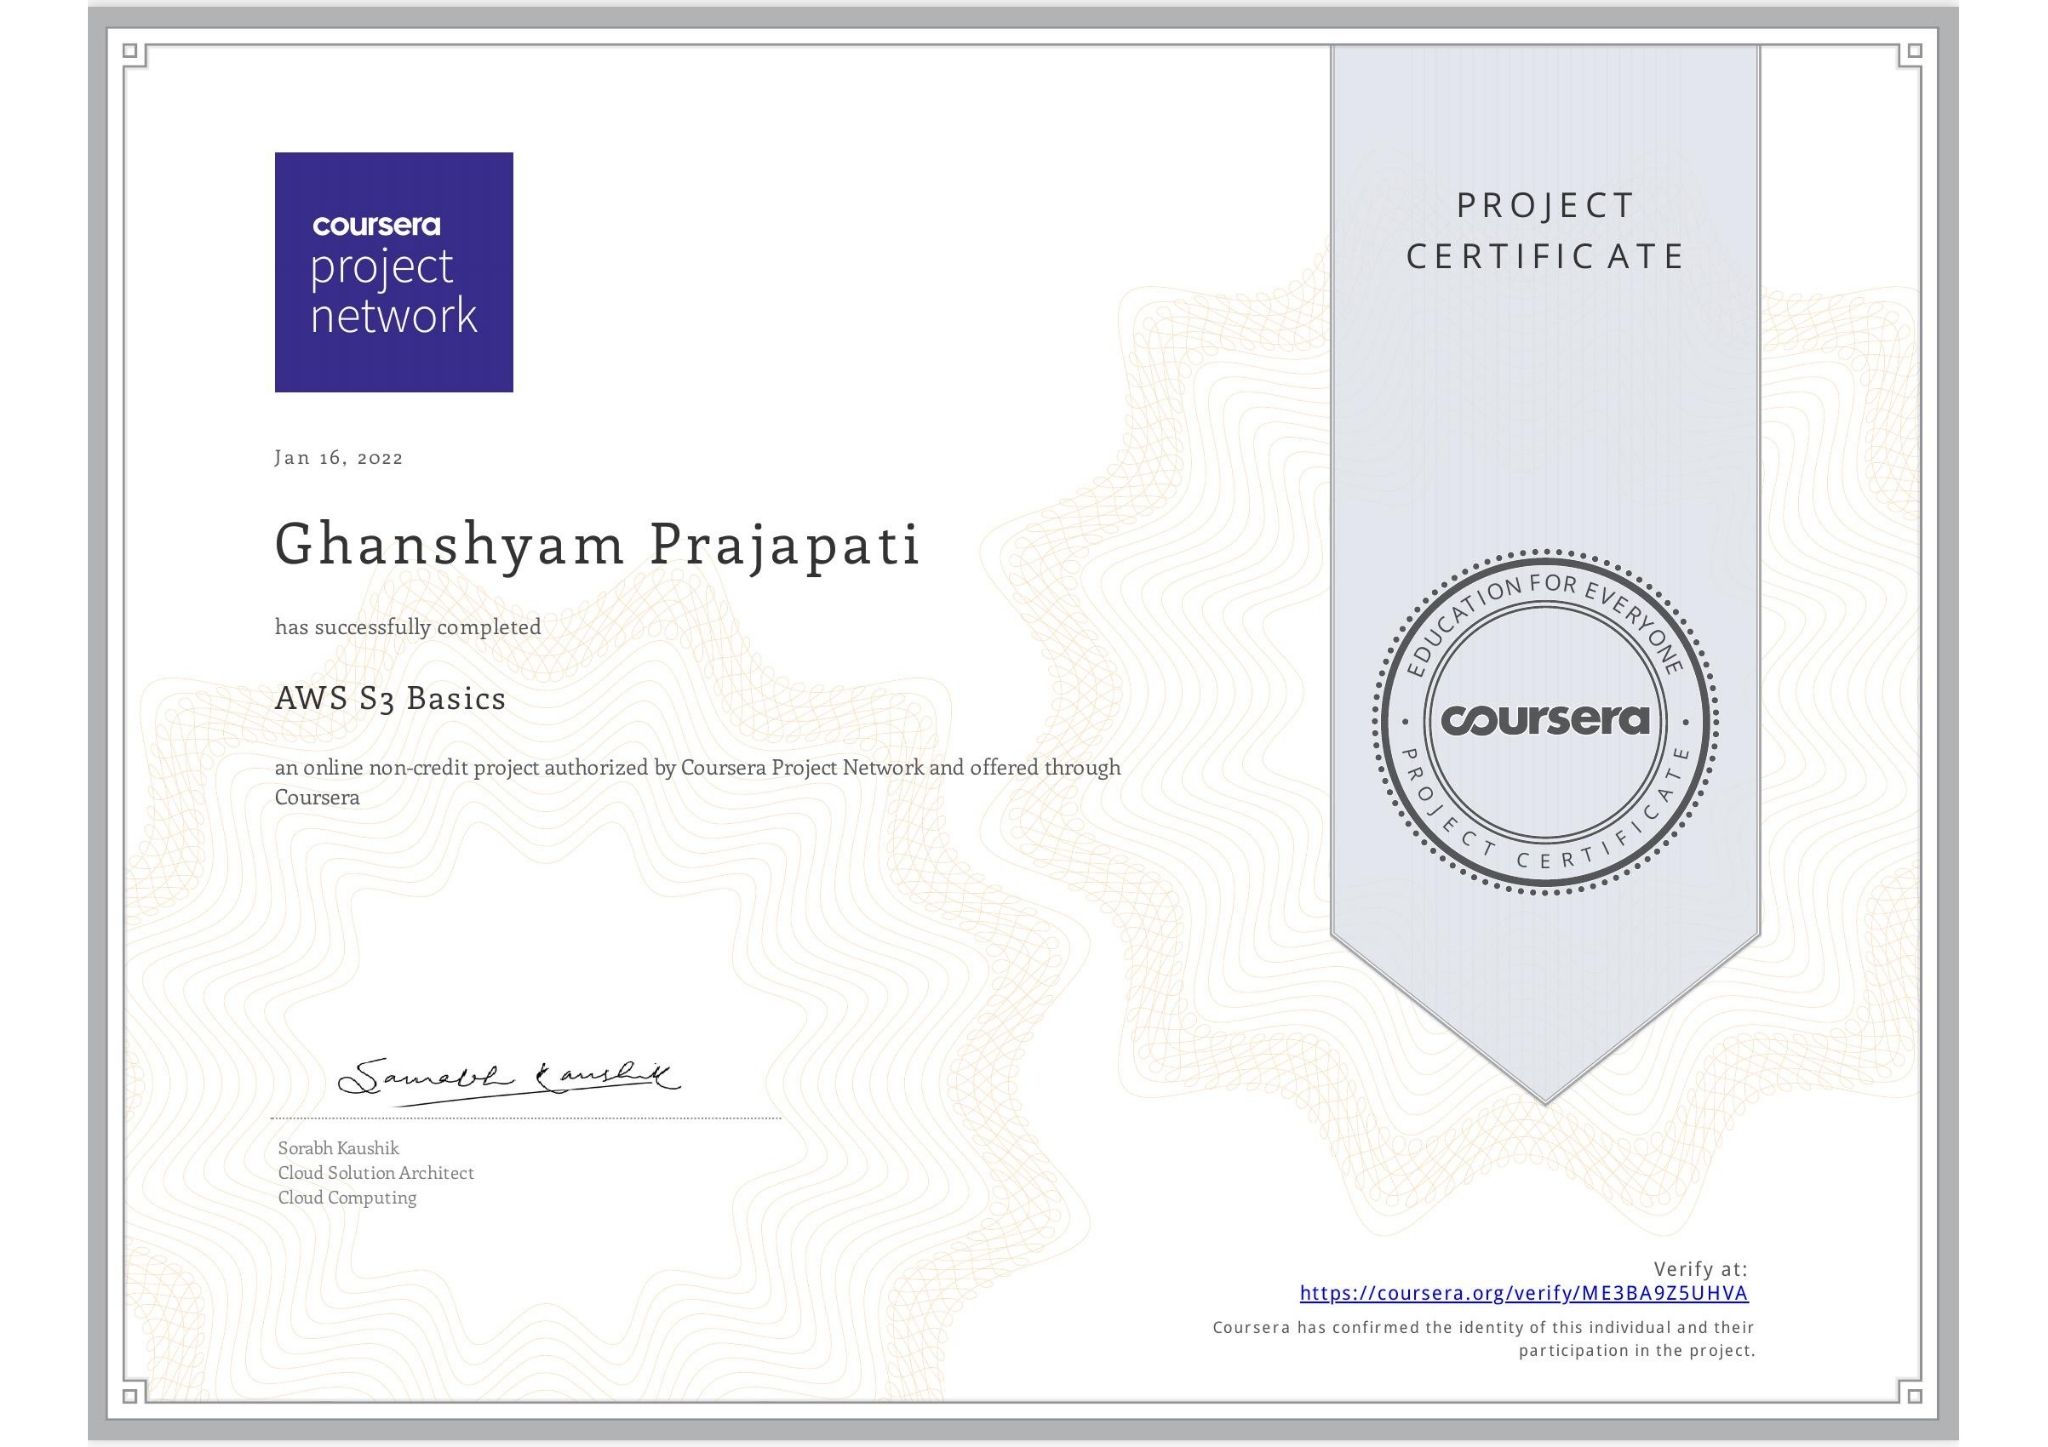 coursera
project
network
PROJECT
CERTIFICATE
Jan 16, 2022
Ghanshyam Prajapati
has successfully completed
AWS S3 Basics
an online non-credit project authorized by Coursera Project Network and offered through
Coursera
EDUCATION FOR EVERYONE
coursera
PROJECT CERTIFICATE
Sorabh Kaushik
Cloud Solution Architect
Cloud Computing
Verify at:
https://coursera.org/verify/ME3BA9Z5UHVA
Coursera has confirmed the identity of this individual and their
participation in the project.